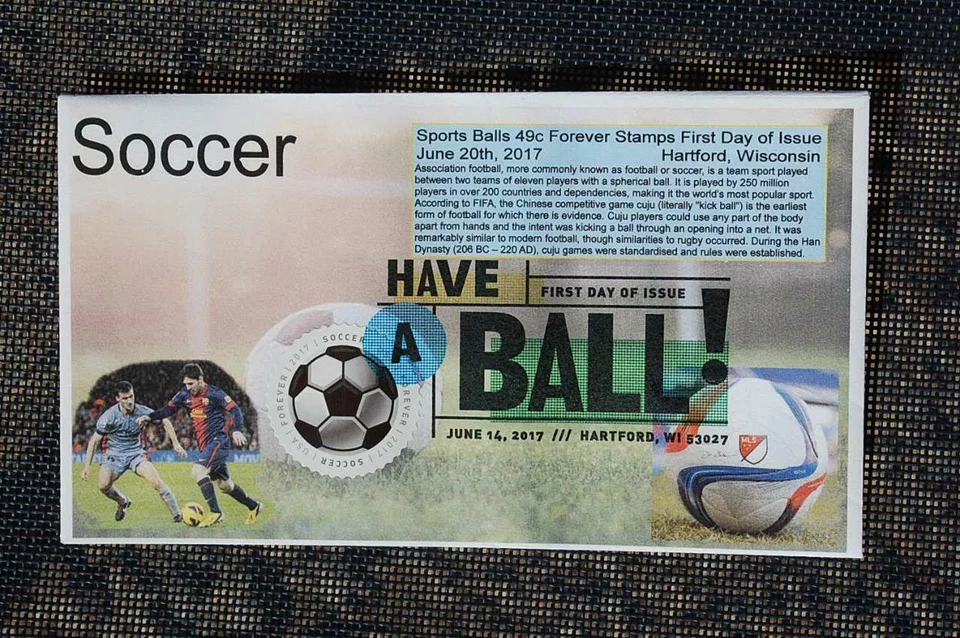 Soccer
Sports Balls 49c Forever Stamps First Day of Issue
June 20th, 2017 Hartford, Wisconsin
Association football, more commonly known as football or soccer, is a team sport played
between two teams of eleven players with a spherical ball. It is played by 250 million
players in over 200 countries and dependencies, making it the world's most popular sport.
According to FIFA, the Chinese competitive game cuju (literally "kick ball") is the earliest
form of football for which there is evidence. Cuju players could use any part of the body
apart from hands and the intent was kicking a ball through an opening into a net. It was
remarkably similar to modern football, though similarities to rugby occurred. During the Han
Dynasty (206 BC – 220 AD), cuju games were standardised and rules were established.
HAVE
FIRST DAY OF ISSUE
A
BALL!
USA FOREVER | 2017 | SOCCER
REVER | 2017 | SOCCER |
JUNE 14, 2017 /// HARTFORD, WI 53027
MLS